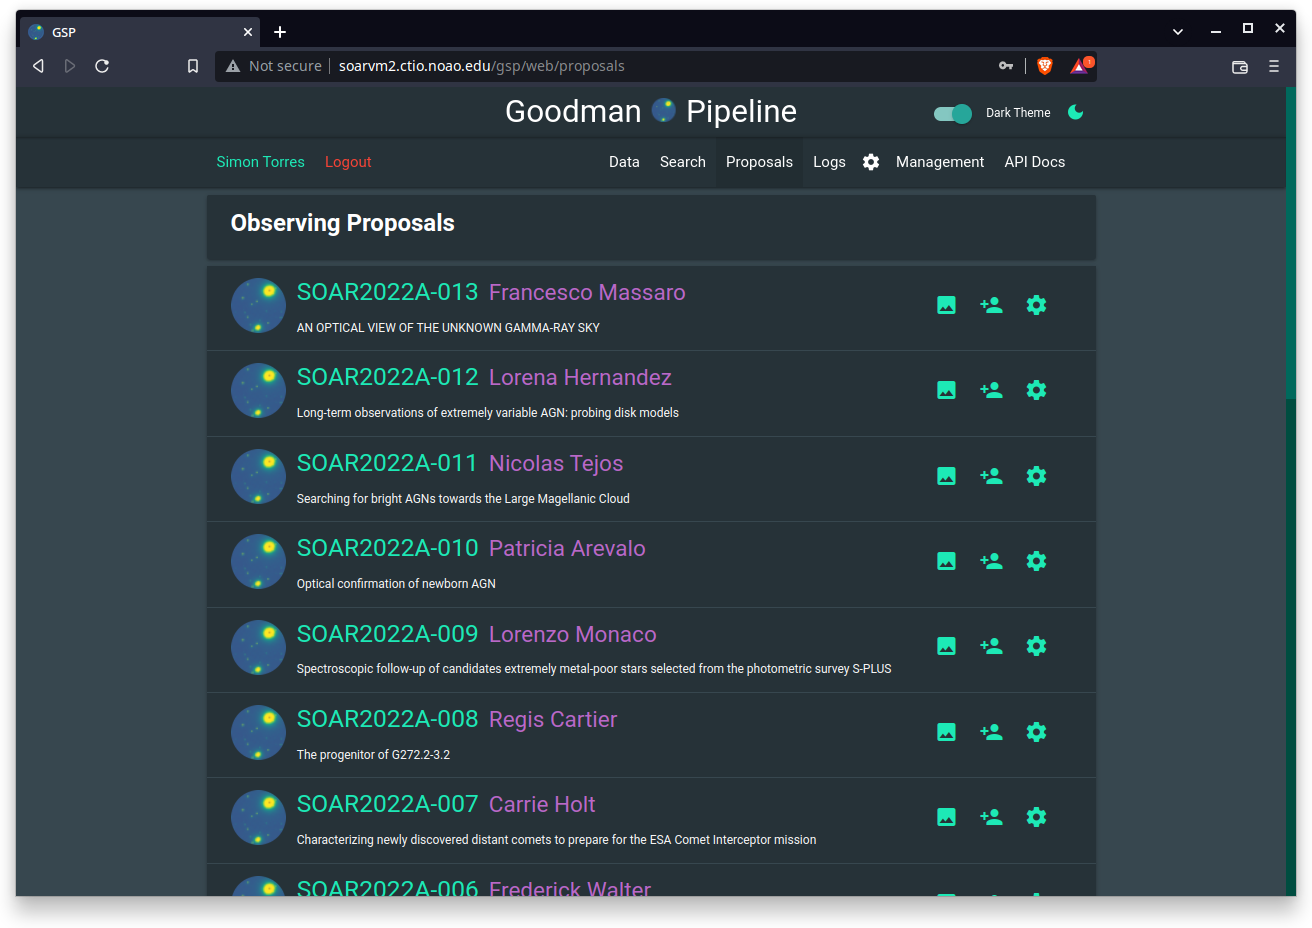 GSP
Not secure soarvm2.ctio.noao.edu/gsp/web/proposals
1
Goodman Pipeline
Dark Theme
Simon Torres Logout Data Search Proposals Logs Management API Docs
Observing Proposals
SOAR2022A-013 Francesco Massaro
AN OPTICAL VIEW OF THE UNKNOWN GAMMA-RAY SKY
SOAR2022A-012 Lorena Hernandez
Long-term observations of extremely variable AGN: probing disk models
SOAR2022A-011 Nicolas Tejos
Searching for bright AGNs towards the Large Magellanic Cloud
SOAR2022A-010 Patricia Arevalo
Optical confirmation of newborn AGN
SOAR2022A-009 Lorenzo Monaco
Spectroscopic follow-up of candidates extremely metal-poor stars selected from the photometric survey S-PLUS
SOAR2022A-008 Regis Cartier
The progenitor of G272.2-3.2
SOAR2022A-007 Carrie Holt
Characterizing newly discovered distant comets to prepare for the ESA Comet Interceptor mission
SOAR2022A-006 Frederick Walter